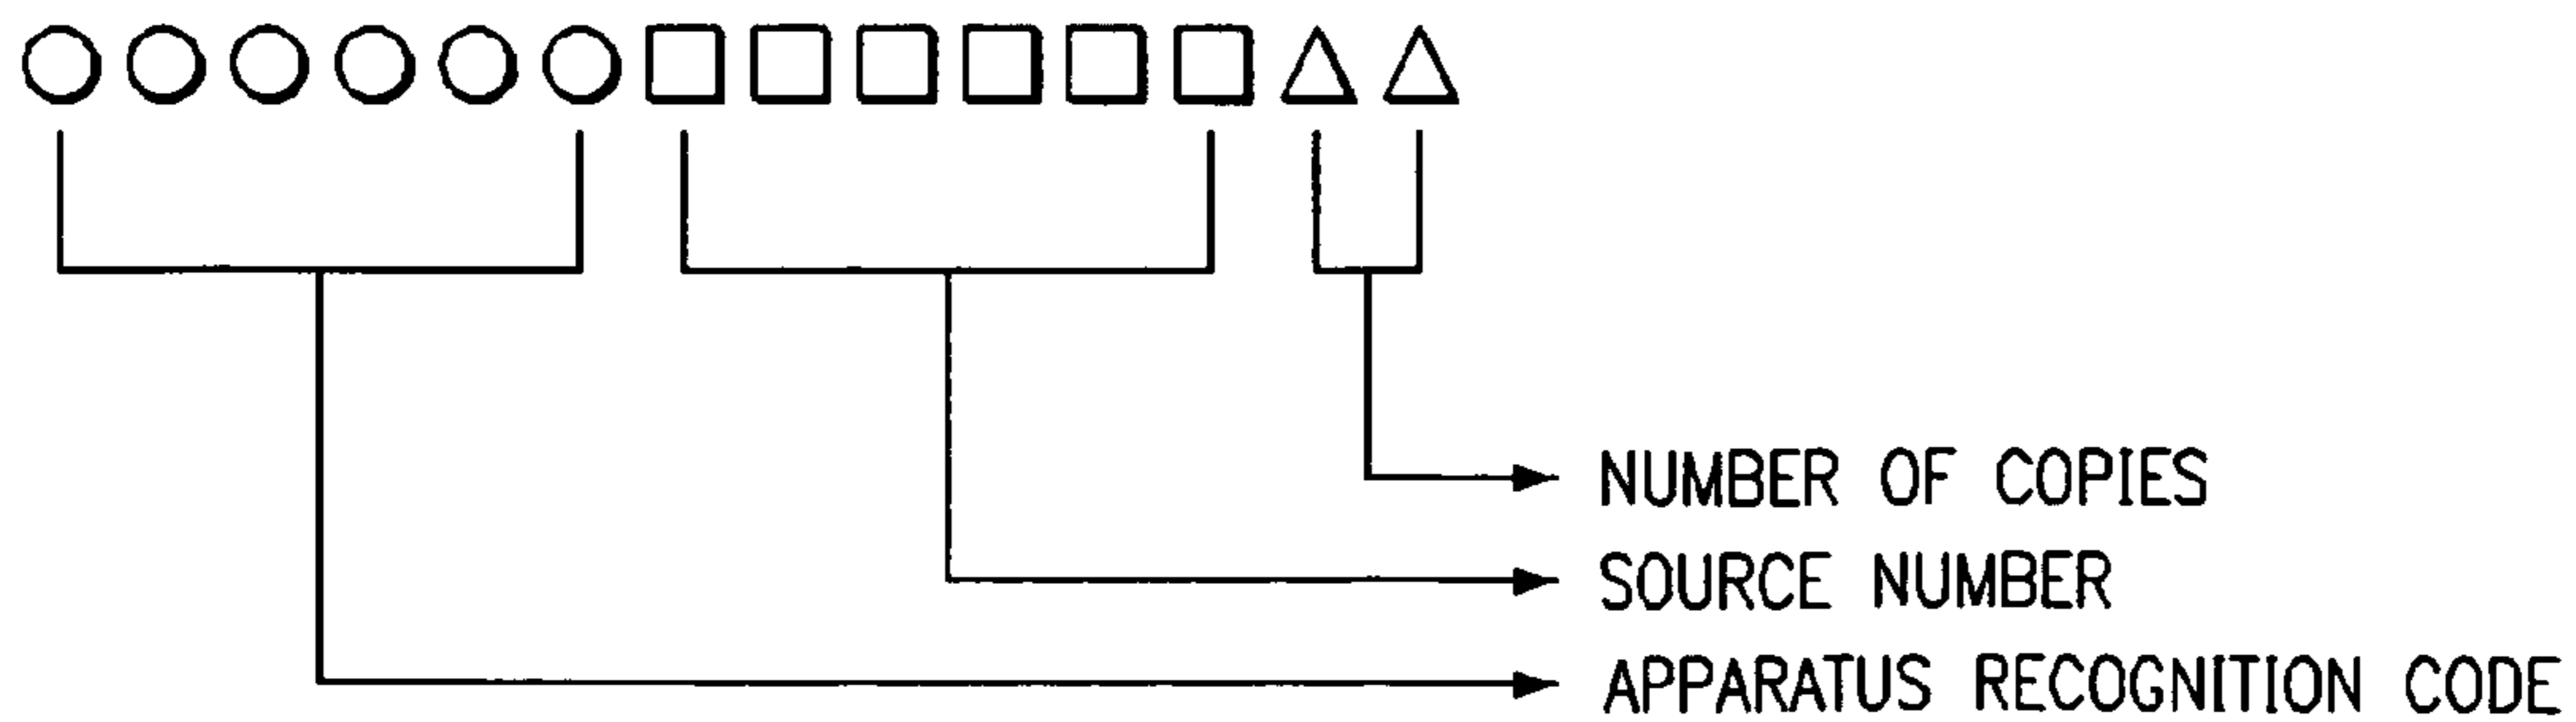 ○○○○○○□□□□□□△△
NUMBER OF COPIES
SOURCE NUMBER
APPARATUS RECOGNITION CODE